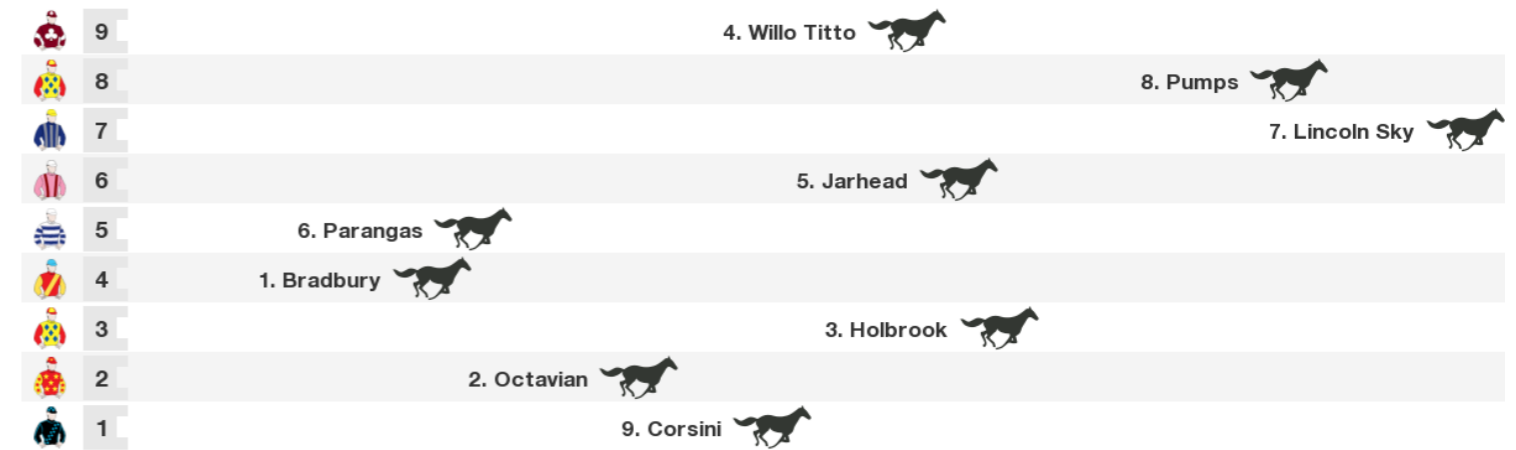 9 4. Willo Titto
8 8. Pumps
7 7. Lincoln Sky
6 5. Jarhead
5 6. Parangas
4 1. Bradbury
3 3. Holbrook
2 2. Octavian
1 9. Corsini